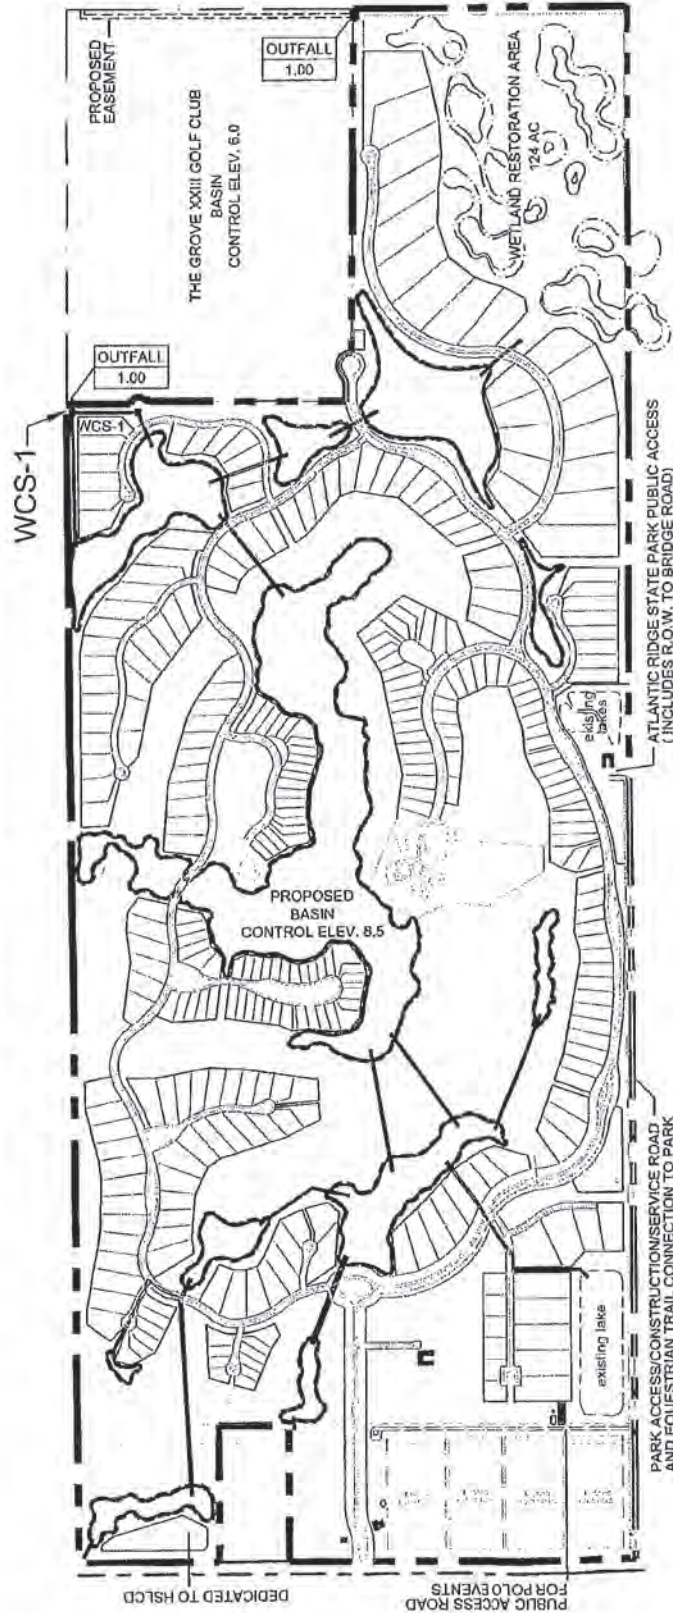 PROPOSED
EASEMENT
OUTFALL
1.00
THE GROVE XXIII GOLF CLUB
BASIN
CONTROL ELEV. 6.0
WETLAND RESTORATION AREA
124 AC
OUTFALL
1.00
WCS-1
WCS-1
ATLANTIC RIDGE STATE PARK PUBLIC ACCESS
( INCLUDES R.O.W. TO BRIDGE ROAD)
existing
lakes
PROPOSED
BASIN
CONTROL ELEV. 8.5
PARK ACCESS/CONSTRUCTION/SERVICE ROAD
AND EQUESTRIAN TRAIL CONNECTION TO PARK
existing lake
DEDICATED TO HSLCD
PUBLIC ACCESS ROAD
FOR POLO EVENTS